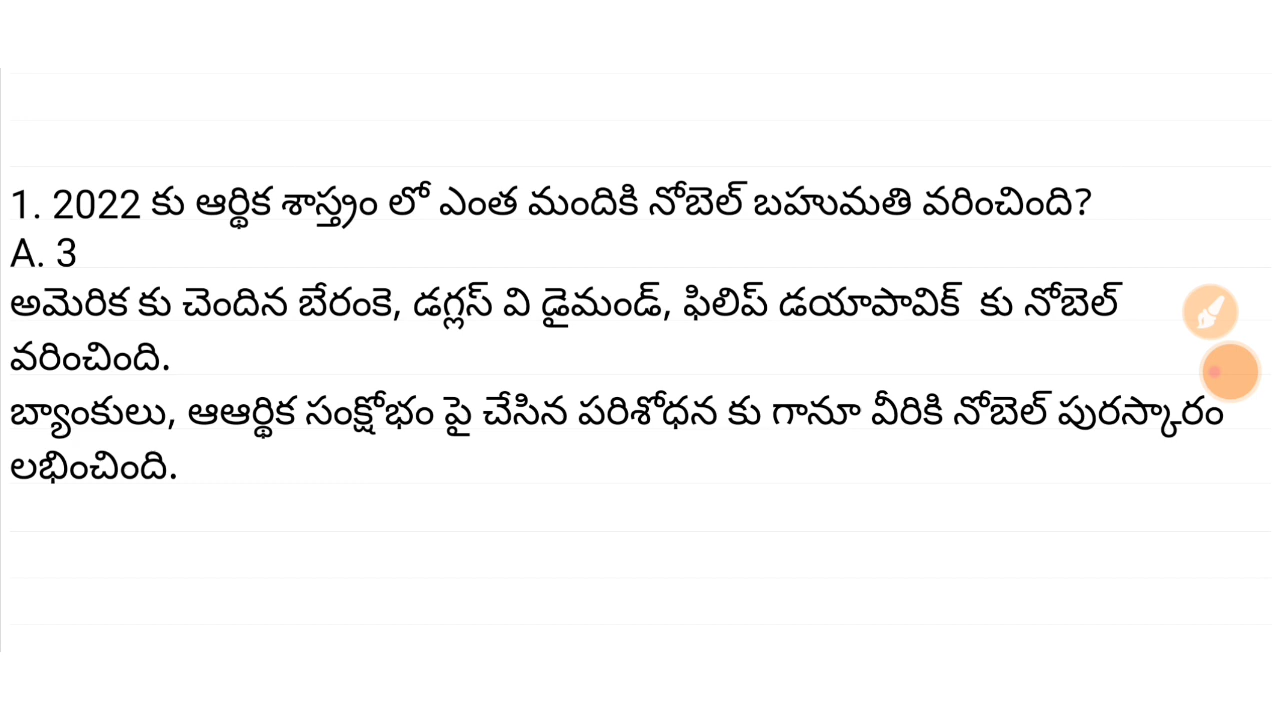 1. 2022 కు ఆర్థిక శాస్త్రం లో ఎంత మందికి నోబెల్ బహుమతి వరించింది?
A. 3
అమెరిక కు చెందిన బేరంకె, డగ్లస్ వి డైమండ్, ఫిలిప్ డయాపావిక్ కు నోబెల్
వరించింది.
బ్యాంకులు, ఆఆర్థిక సంక్షోభం పై చేసిన పరిశోధన కు గానూ వీరికి నోబెల్ పురస్కారం
లభించింది.